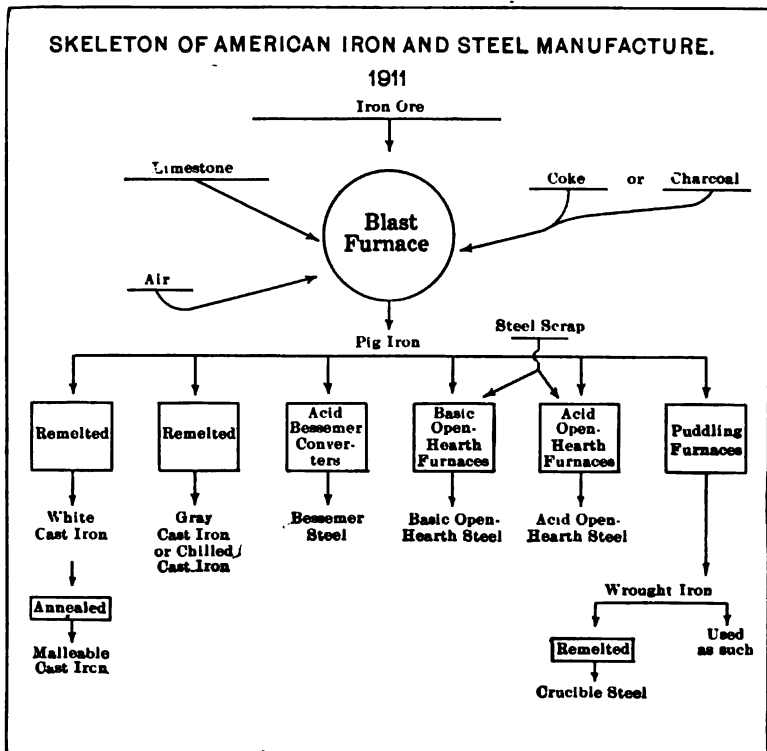 SKELETON OF AMERICAN IRON AND STEEL MANUFACTURE.
1911
Iron Ore
Limestone
Coke or Charcoal
Blast
Furnace
Air
Steel Scrap
Pig Iron
Remelted
Remelted
Acid
Bessemer
Conver-
ters
Basic
Open-
Hearth
Furnaces
Acid
Open-
Hearth
Furnaces
Puddling
Furnaces
White
Cast Iron
Gray
Cast Iron
or Chilled
Cast Iron
Bessemer
Steel
Basic Open-
Hearth Steel
Acid Open-
Hearth Steel
Annealed
Malleable
Cast Iron
Wrought Iron
Remelted
Used
as such
Crucible Steel